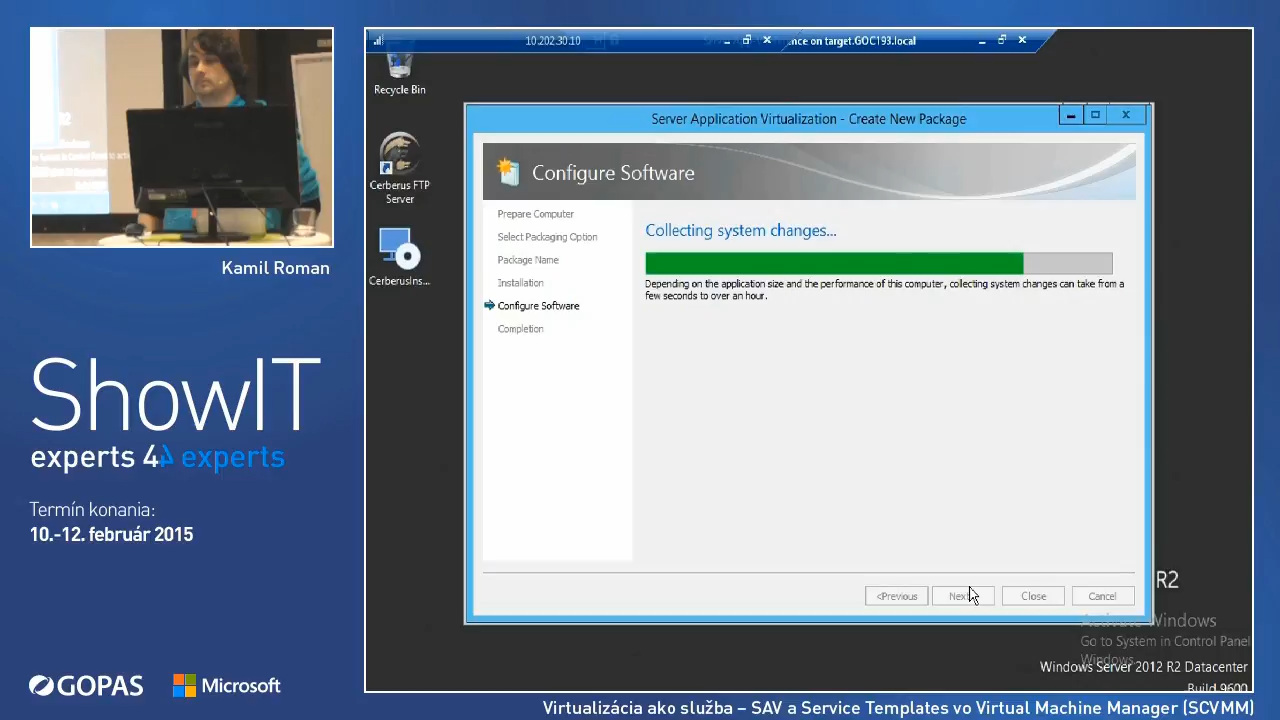 Kamil Roman
ShowIT
experts 4 experts
Termín konania:
10.-12. február 2015
GOPAS
Microsoft
10.202.30.10
nce on target.GOC193.local
Recycle Bin
Cerberus FTP
Server
CerberusIns...
Server Application Virtualization - Create New Package
Configure Software
Prepare Computer
Select Packaging Option
Package Name
Installation
Configure Software
Completion
Collecting system changes...
Depending on the application size and the performance of this computer, collecting system changes can take from a
few seconds to over an hour.
<Previous
Next
Close
Cancel
R2
Activate Windows
Go to System in Control Panel
Windows.
Windows Server 2012 R2 Datacenter
Build 9600
Virtualizácia ako služba – SAV a Service Templates vo Virtual Machine Manager (SCVMM)